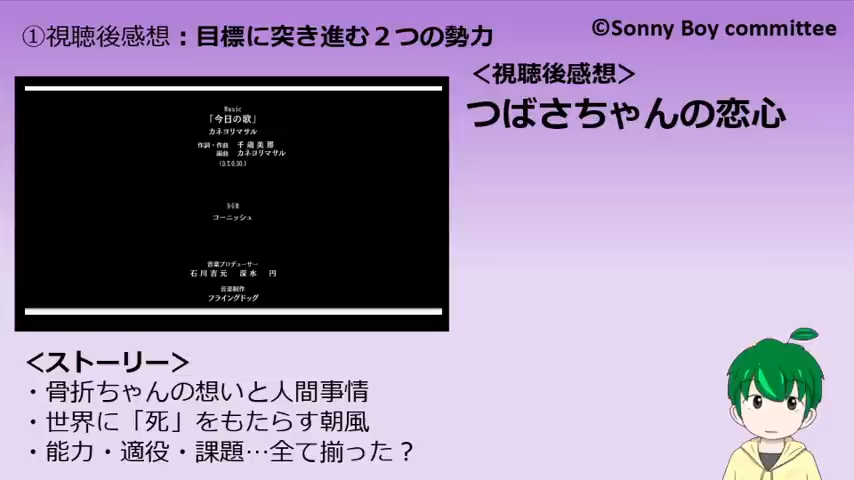 ①視聴後感想：目標に突き進む２つの勢力
©Sonny Boy committee
＜視聴後感想＞
つばさちゃんの恋心
Music
「今日の歌」
カネヨリマサル
作詞・作曲　千歳美那
編曲　カネヨリマサル
BGM
コーニッシュ
音楽プロデューサー
石川吉元　深水　円
音楽制作
フライングドッグ
＜ストーリー＞
・骨折ちゃんの想いと人間事情
・世界に「死」をもたらす朝風
・能力・適役・課題…全て揃った？